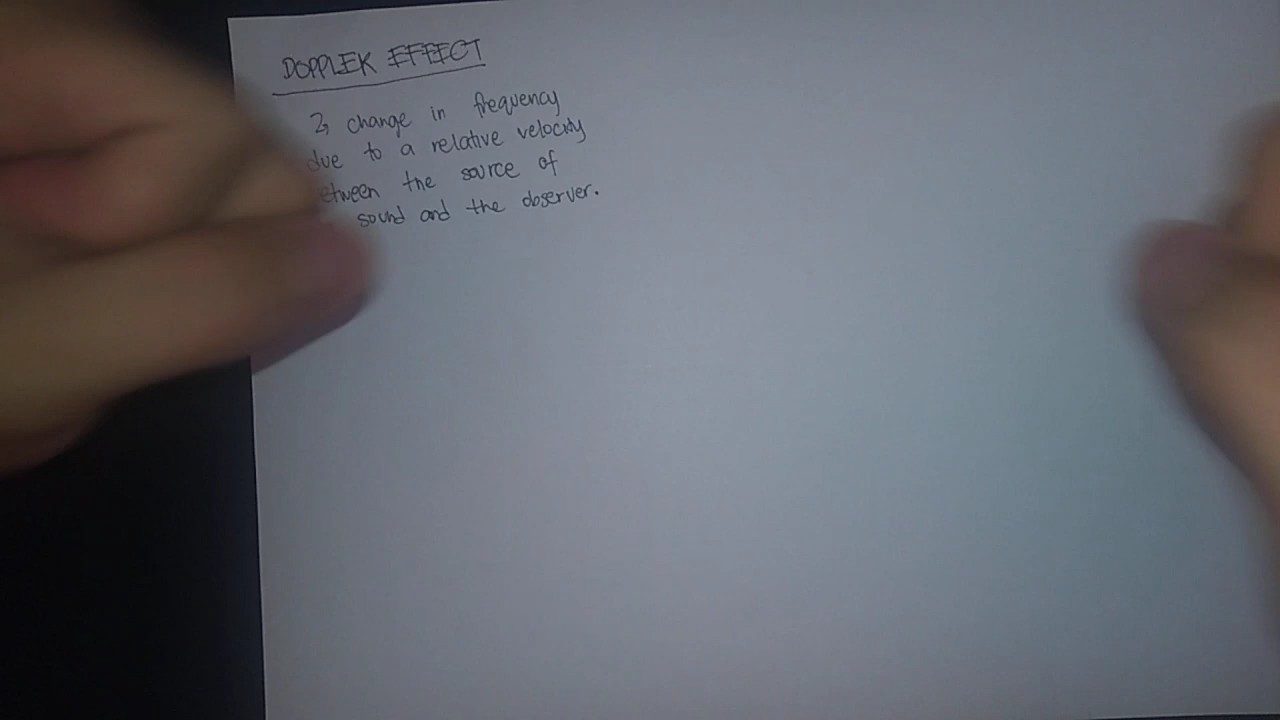 DOPPLER EFFECT
↳ change in frequency
due to a relative velocity
between the source of
sound and the observer.